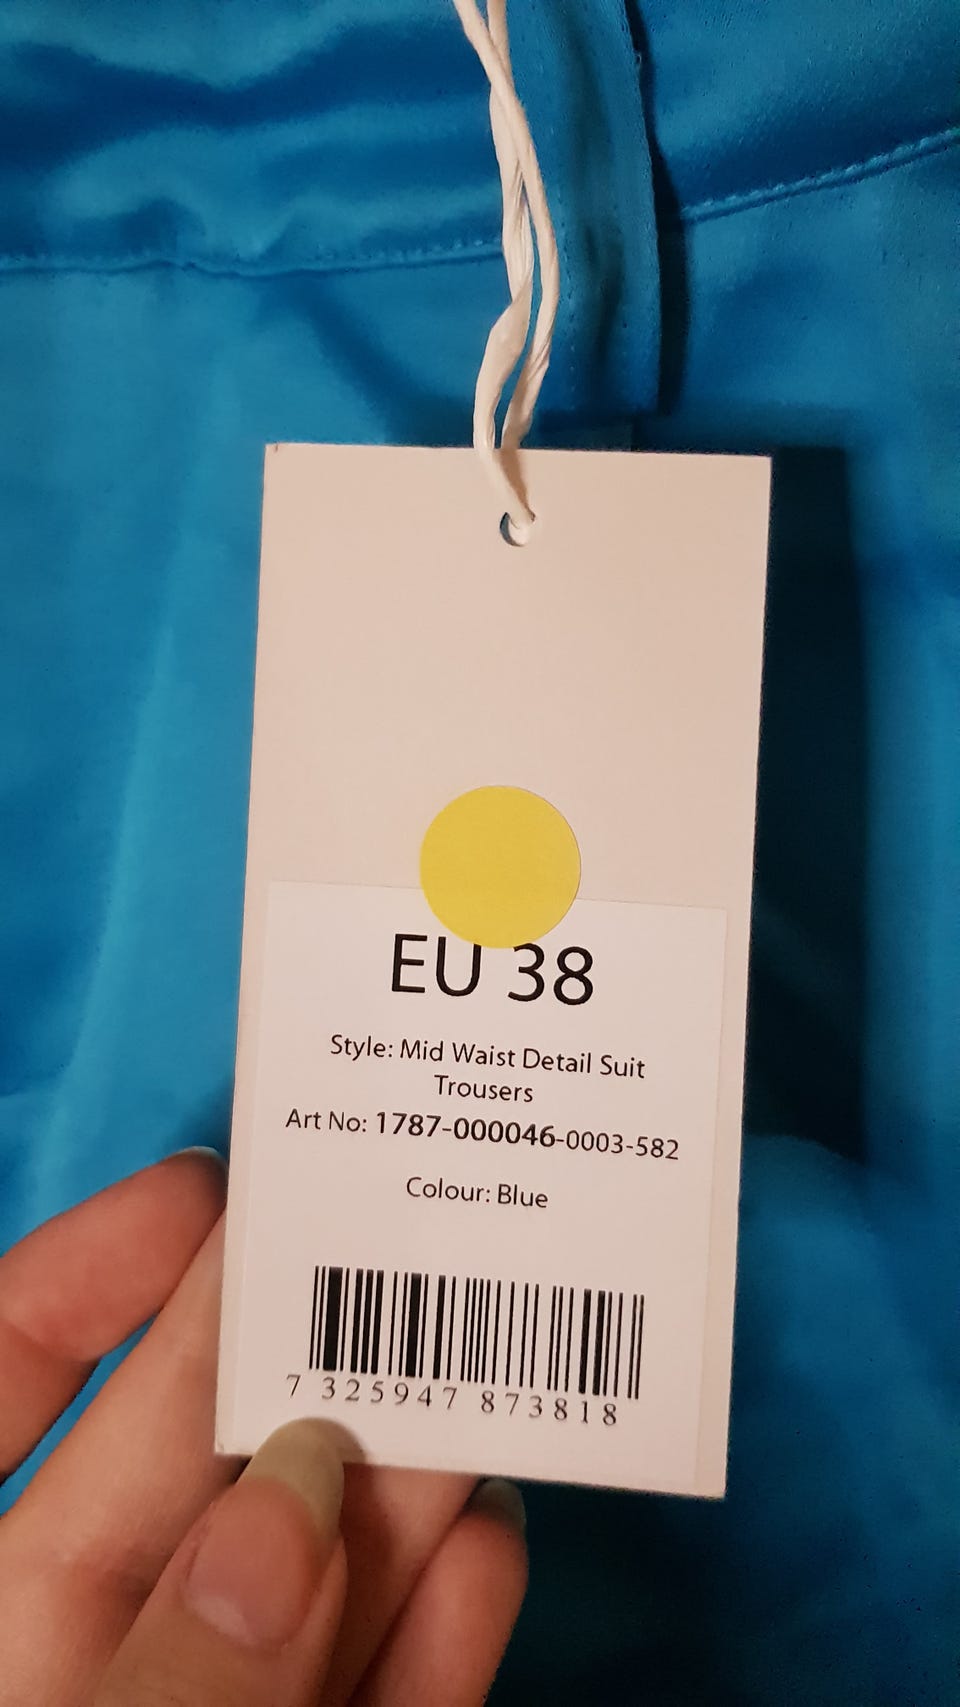 EU 38
Style: Mid Waist Detail Suit
Trousers
Art No: 1787-000046-0003-582
Colour: Blue
7 325947 873818